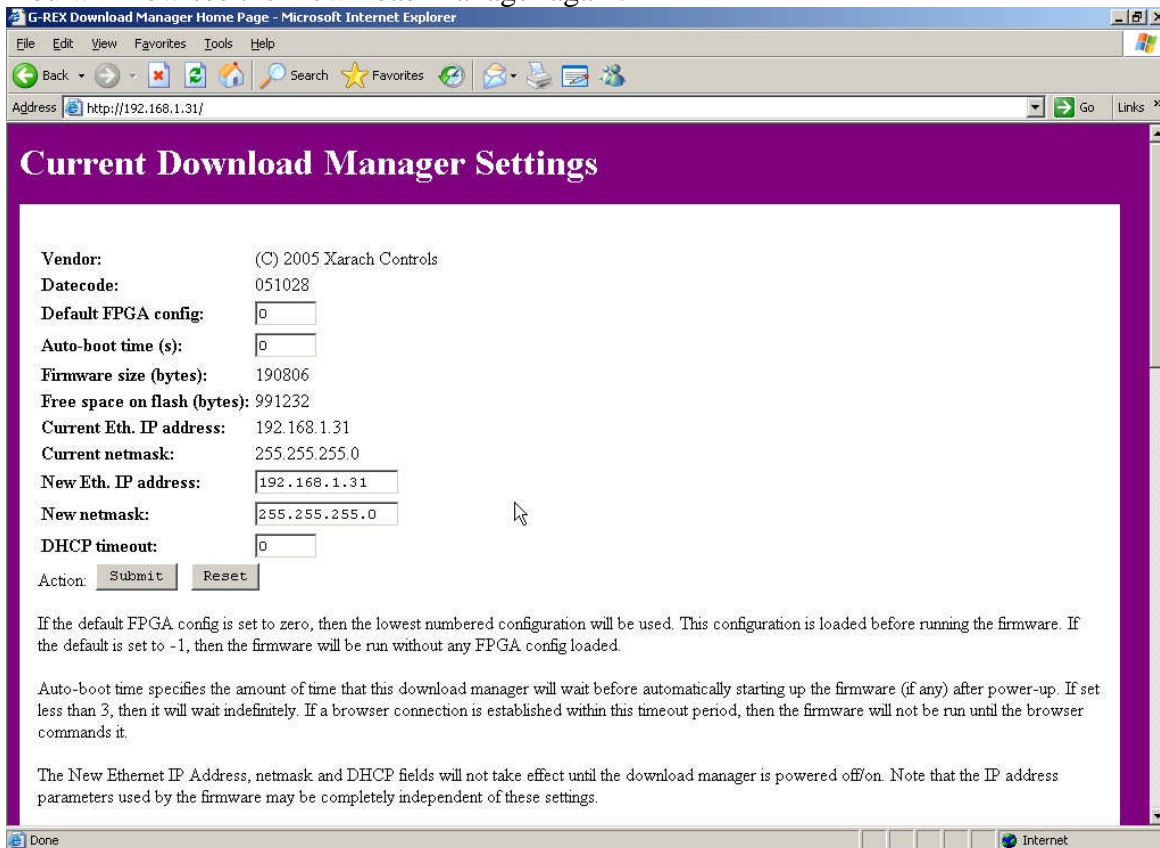 G-REX Download Manager Home Page - Microsoft Internet Explorer
File Edit View Favorites Tools Help
Back Search Favorites
Address http://192.168.1.31/ Go Links »
Current Download Manager Settings
Vendor: (C) 2005 Xarach Controls
Datecode: 051028
Default FPGA config: 0
Auto-boot time (s): 0
Firmware size (bytes): 190806
Free space on flash (bytes): 991232
Current Eth. IP address: 192.168.1.31
Current netmask: 255.255.255.0
New Eth. IP address: 192.168.1.31
New netmask: 255.255.255.0
DHCP timeout: 0
Action: Submit Reset
If the default FPGA config is set to zero, then the lowest numbered configuration will be used. This configuration is loaded before running the firmware. If
the default is set to -1, then the firmware will be run without any FPGA config loaded.
Auto-boot time specifies the amount of time that this download manager will wait before automatically starting up the firmware (if any) after power-up. If set
less than 3, then it will wait indefinitely. If a browser connection is established within this timeout period, then the firmware will not be run until the browser
commands it.
The New Ethernet IP Address, netmask and DHCP fields will not take effect until the download manager is powered off/on. Note that the IP address
parameters used by the firmware may be completely independent of these settings.
Done Internet